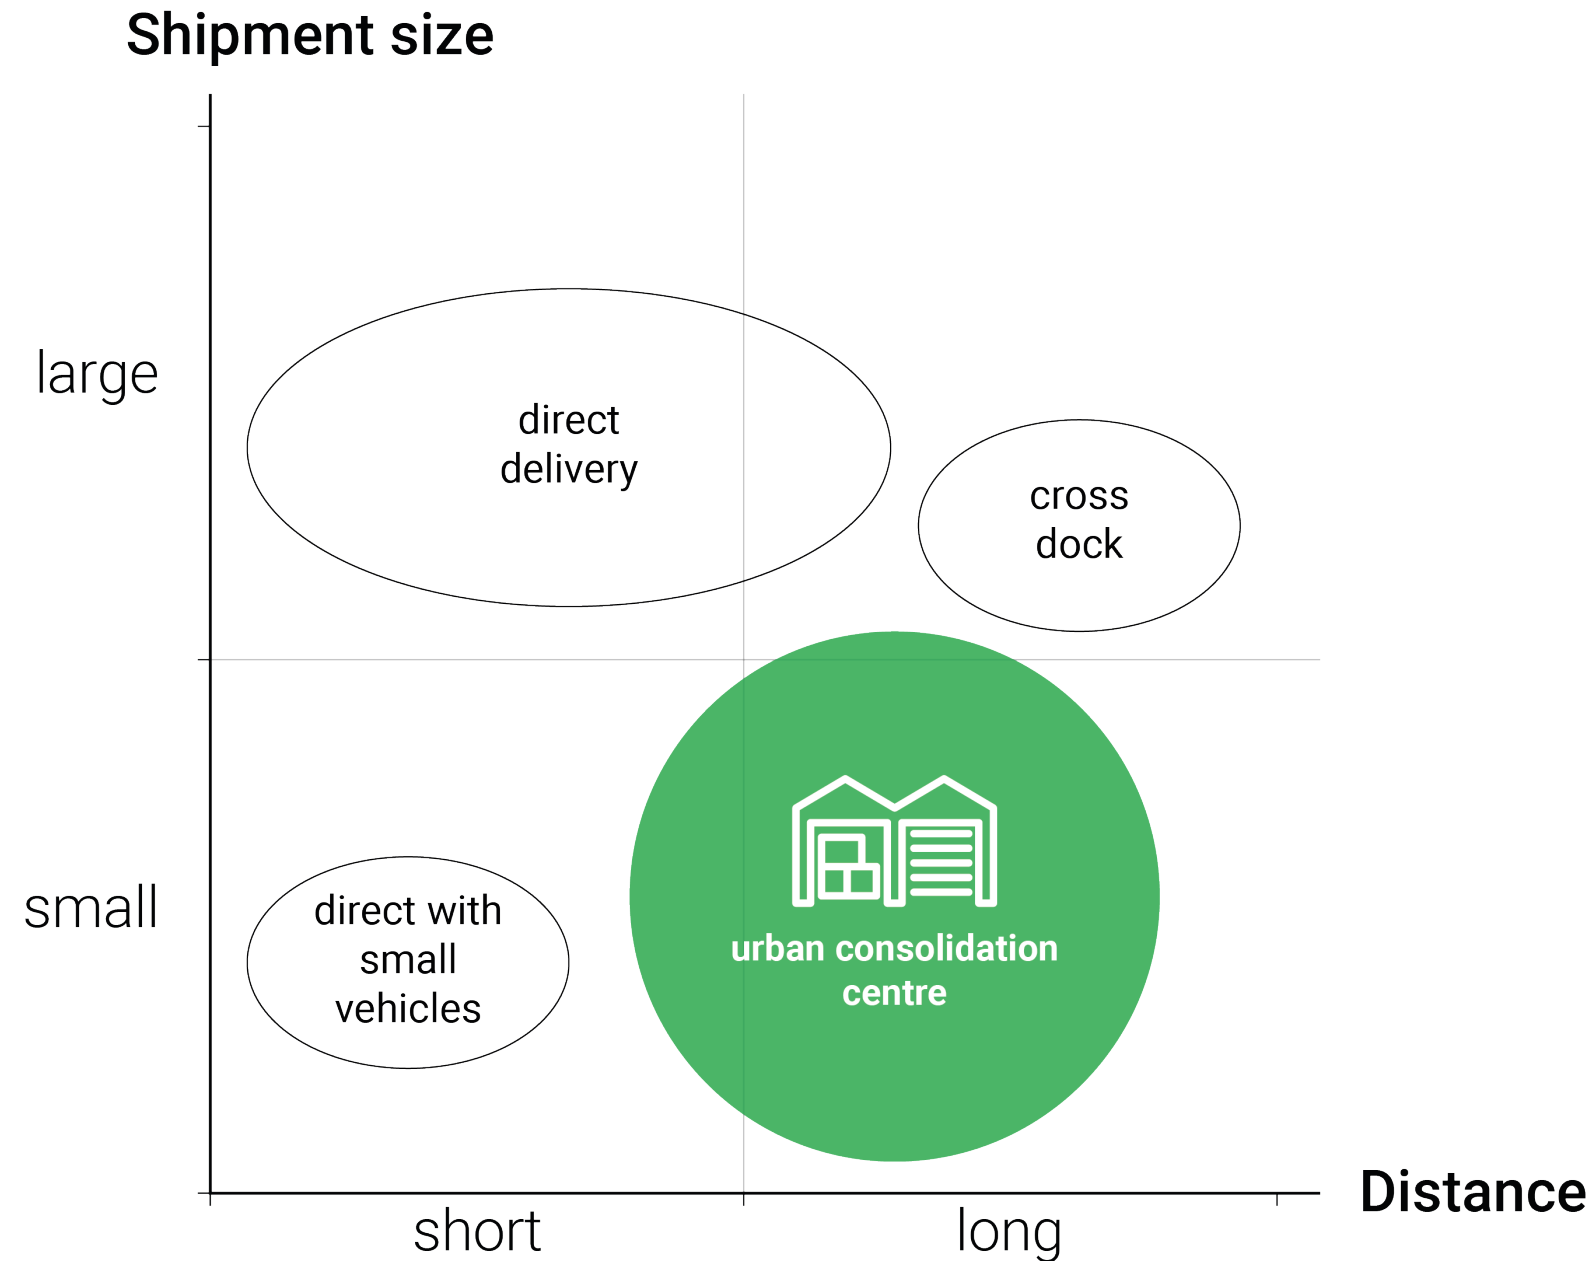 Shipment size
large
direct
delivery
cross
dock
small
direct with
small
vehicles
urban consolidation
centre
short
long
Distance